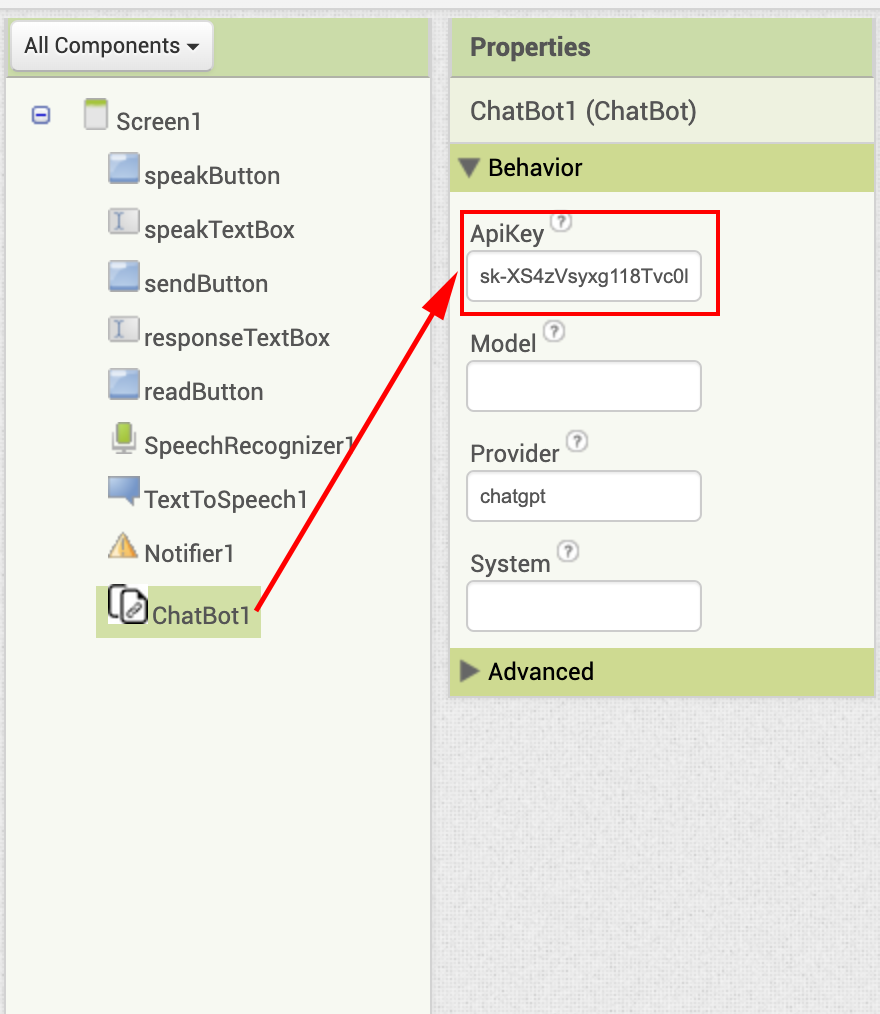 All Components
Screen1
speakButton
speakTextBox
sendButton
responseTextBox
readButton
SpeechRecognizer1
TextToSpeech1
Notifier1
ChatBot1
Properties
ChatBot1 (ChatBot)
Behavior
ApiKey ?
sk-XS4zVsyxg118Tvc0l
Model ?
Provider ?
chatgpt
System ?
Advanced